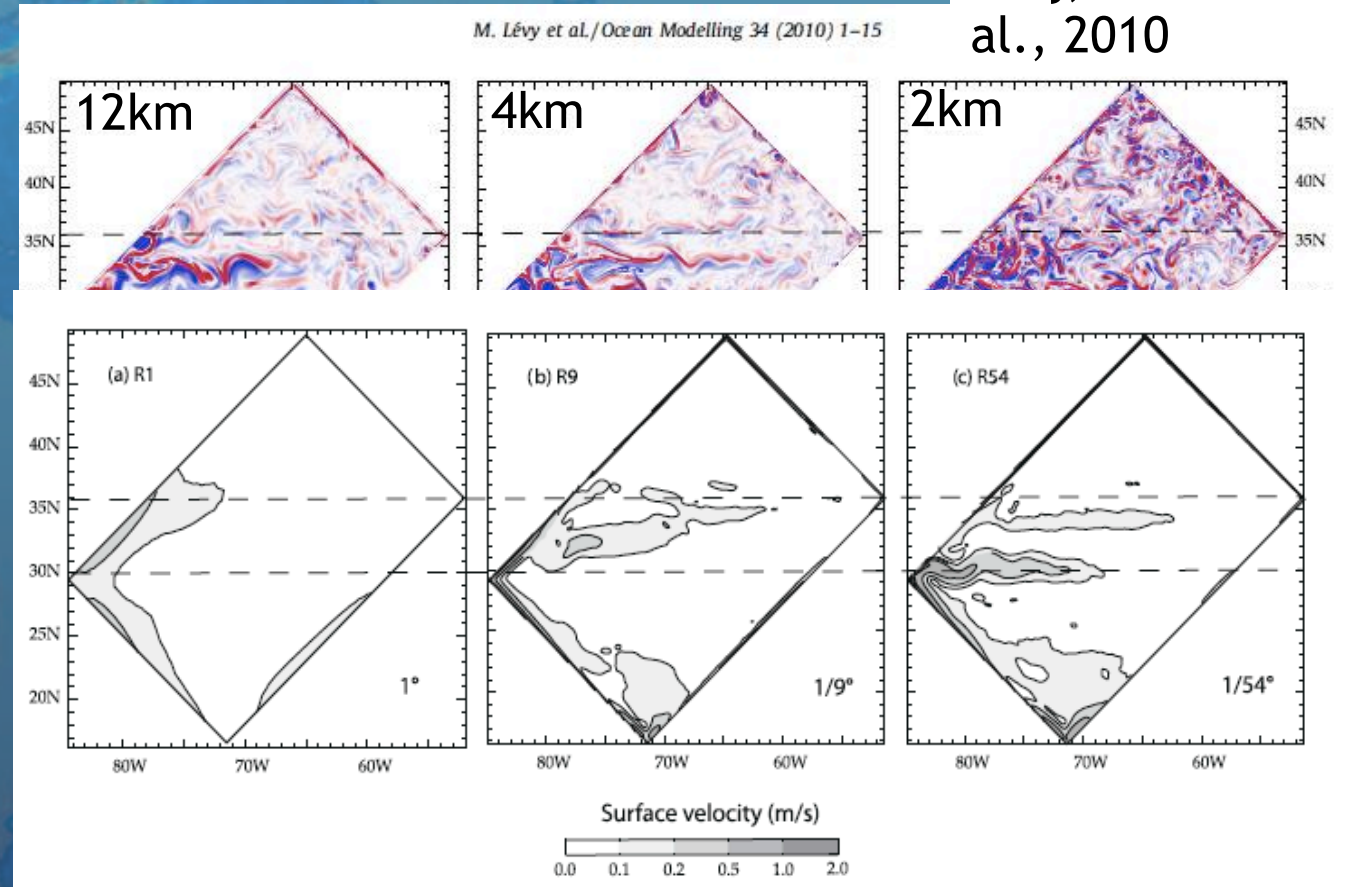 al., 2010
M. Lévy et al./Ocean Modelling 34 (2010) 1–15
12km
4km
2km
45N
40N
35N
45N
40N
35N
(a) R1
(b) R9
(c) R54
45N
40N
35N
30N
25N
20N
1°
1/9°
1/54°
80W 70W 60W
80W 70W 60W
80W 70W 60W
Surface velocity (m/s)
0.0 0.1 0.2 0.5 1.0 2.0